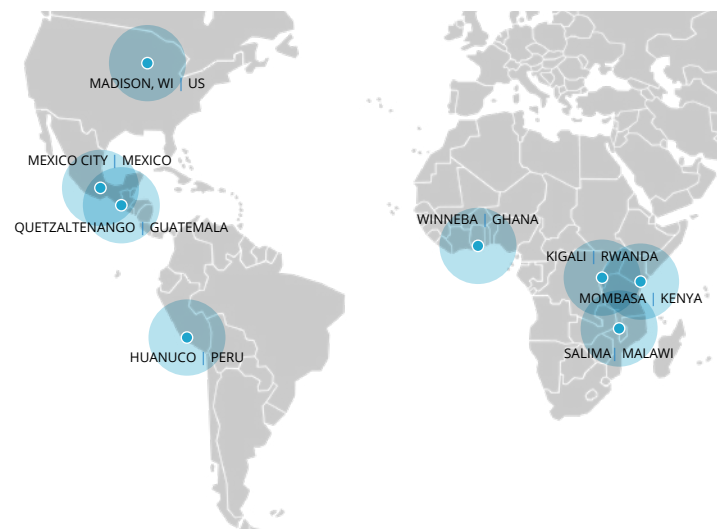 MADISON, WI | US
MEXICO CITY | MEXICO
QUETZALTENANGO | GUATEMALA
WINNEBA | GHANA
KIGALI | RWANDA
MOMBASA | KENYA
HUANUCO | PERU
SALIMA | MALAWI